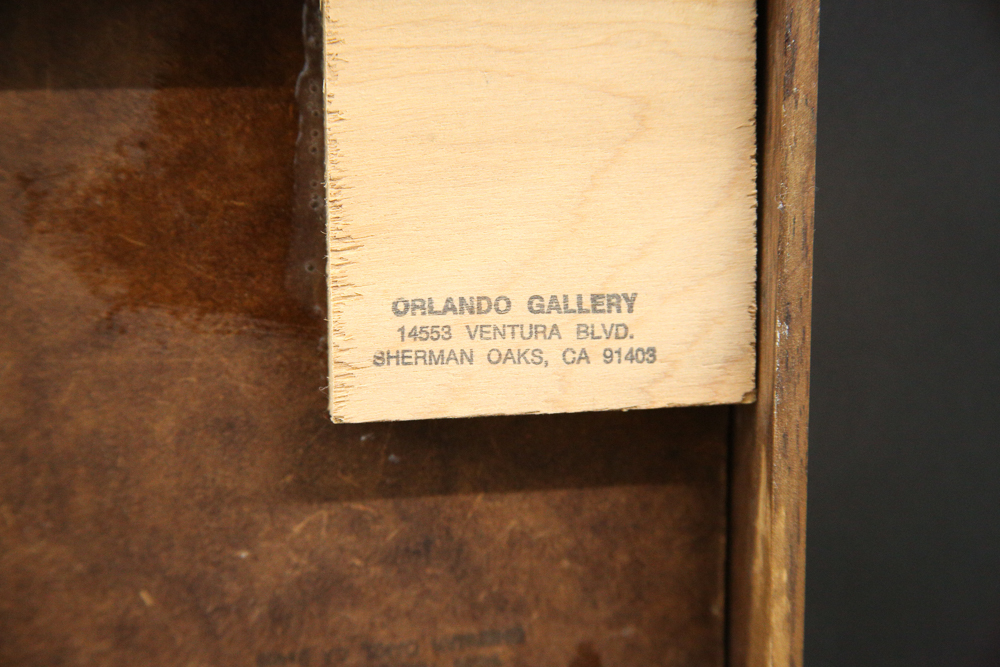 ORLANDO GALLERY
14553 VENTURA BLVD.
SHERMAN OAKS, CA 91403